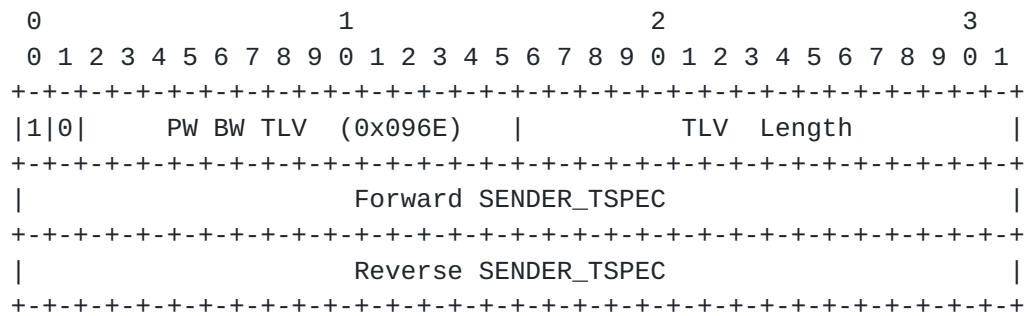 0                   1                   2                   3
 0 1 2 3 4 5 6 7 8 9 0 1 2 3 4 5 6 7 8 9 0 1 2 3 4 5 6 7 8 9 0 1
+-+-+-+-+-+-+-+-+-+-+-+-+-+-+-+-+-+-+-+-+-+-+-+-+-+-+-+-+-+-+-+-+
|1|0|     PW BW TLV  (0x096E)   |          TLV  Length          |
+-+-+-+-+-+-+-+-+-+-+-+-+-+-+-+-+-+-+-+-+-+-+-+-+-+-+-+-+-+-+-+-+
|                     Forward SENDER_TSPEC                      |
+-+-+-+-+-+-+-+-+-+-+-+-+-+-+-+-+-+-+-+-+-+-+-+-+-+-+-+-+-+-+-+-+
|                     Reverse SENDER_TSPEC                      |
+-+-+-+-+-+-+-+-+-+-+-+-+-+-+-+-+-+-+-+-+-+-+-+-+-+-+-+-+-+-+-+-+